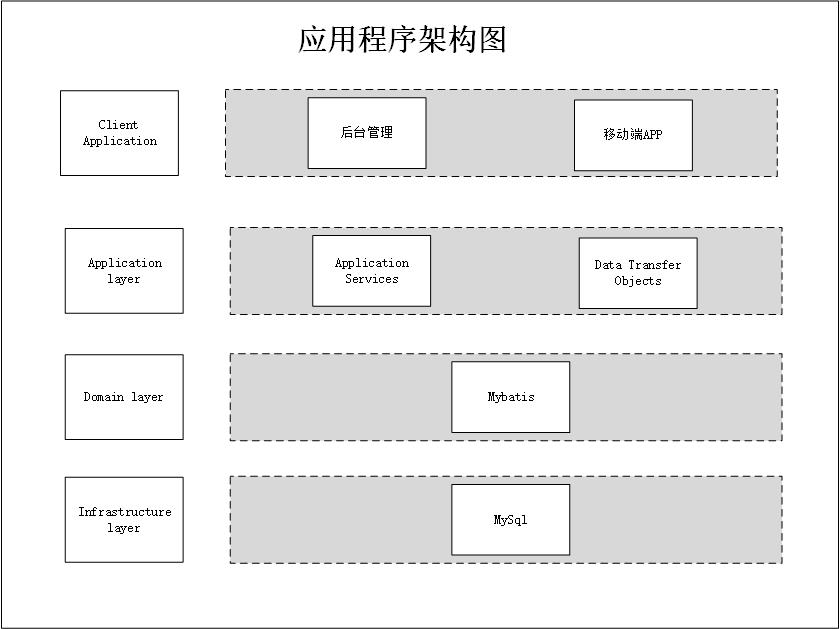 应用程序架构图
Client
Application
后台管理
移动端APP
Application
layer
Application
Services
Data Transfer
Objects
Domain layer
Mybatis
Infrastructure
layer
MySql